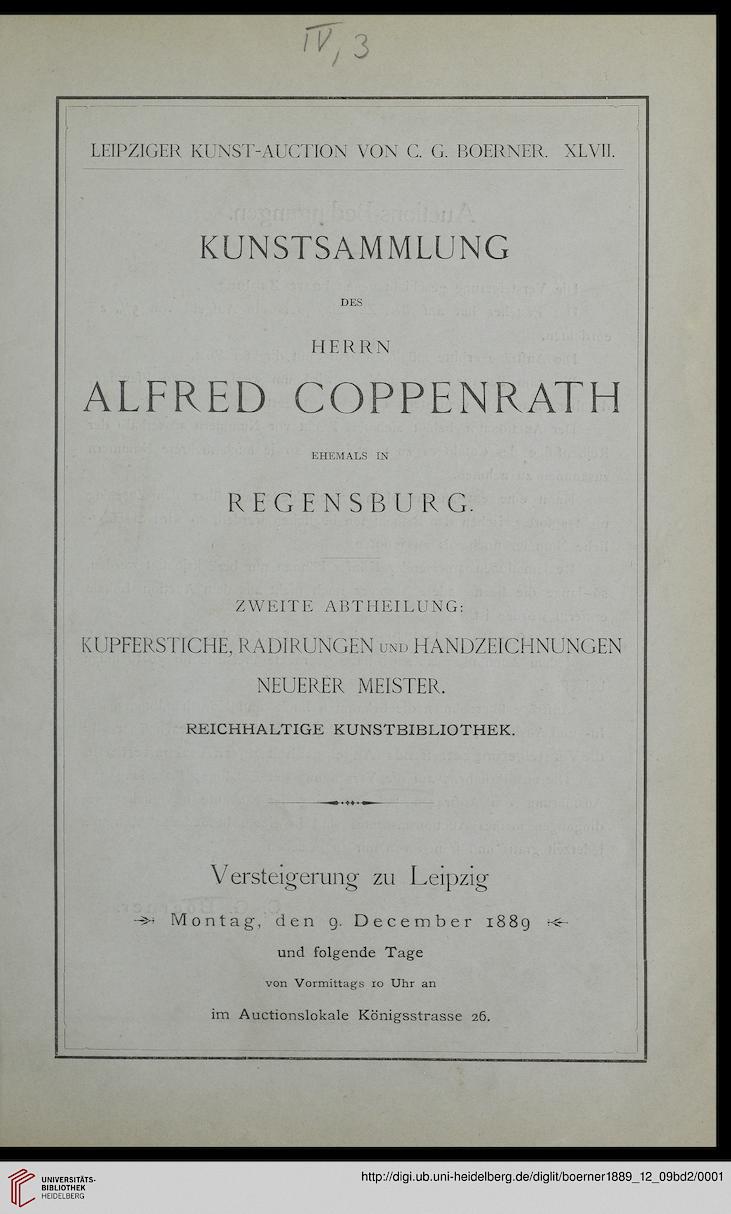 IV, 3
LEIPZIGER KUNST-AUCTION VON C. G. BOERNER. XLVII.
KUNSTSAMMLUNG
DES
HERRN
ALFRED COPPENRATH
EHEMALS IN
REGENSBURG.
ZWEITE ABTHEILUNG:
KUPFERSTICHE, RADIRUNGEN UND HANDZEICHNUNGEN
NEUERER MEISTER.
REICHHALTIGE KUNSTBIBLIOTHEK.
Versteigerung zu Leipzig
Montag, den 9. December 1889
und folgende Tage
von Vormittags 10 Uhr an
im Auctionslokale Königsstrasse 26.
UNIVERSITÄTS-
BIBLIOTHEK
HEIDELBERG
http://digi.ub.uni-heidelberg.de/diglit/boerner1889_12_09bd2/0001